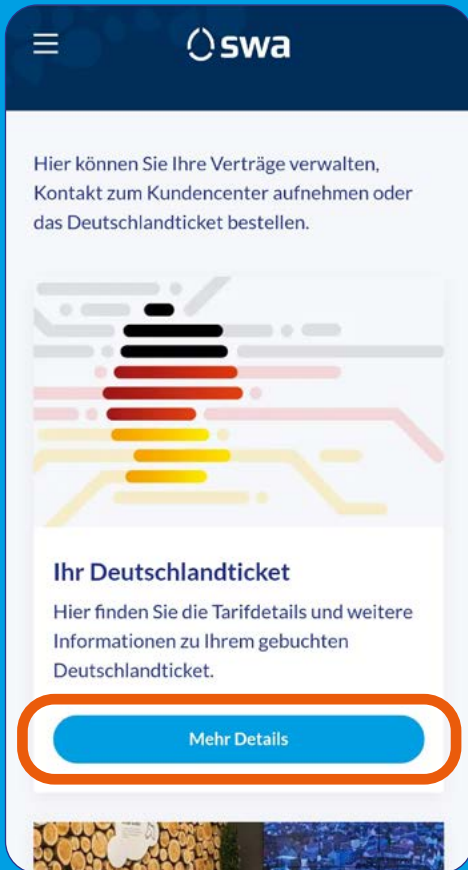 swa
Hier können Sie Ihre Verträge verwalten,
Kontakt zum Kundencenter aufnehmen oder
das Deutschlandticket bestellen.
Ihr Deutschlandticket
Hier finden Sie die Tarifdetails und weitere
Informationen zu Ihrem gebuchten
Deutschlandticket.
Mehr Details